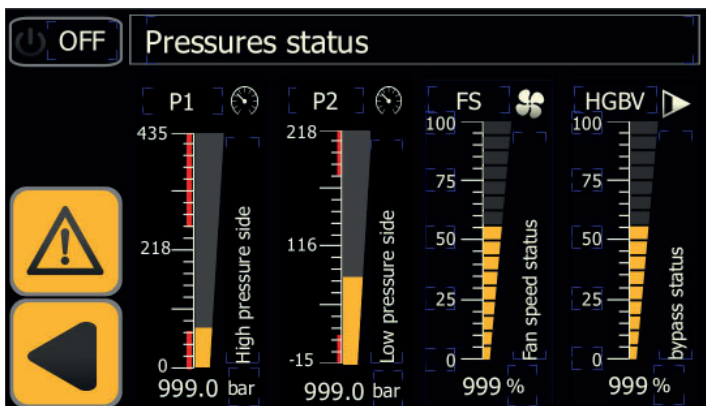 OFF
Pressures status
P1
P2
FS
HGBV
435
218
0
High pressure side
999.0 bar
218
116
-15
Low pressure side
999.0 bar
100
75
50
25
0
Fan speed status
999 %
100
75
50
25
0
bypass status
999 %